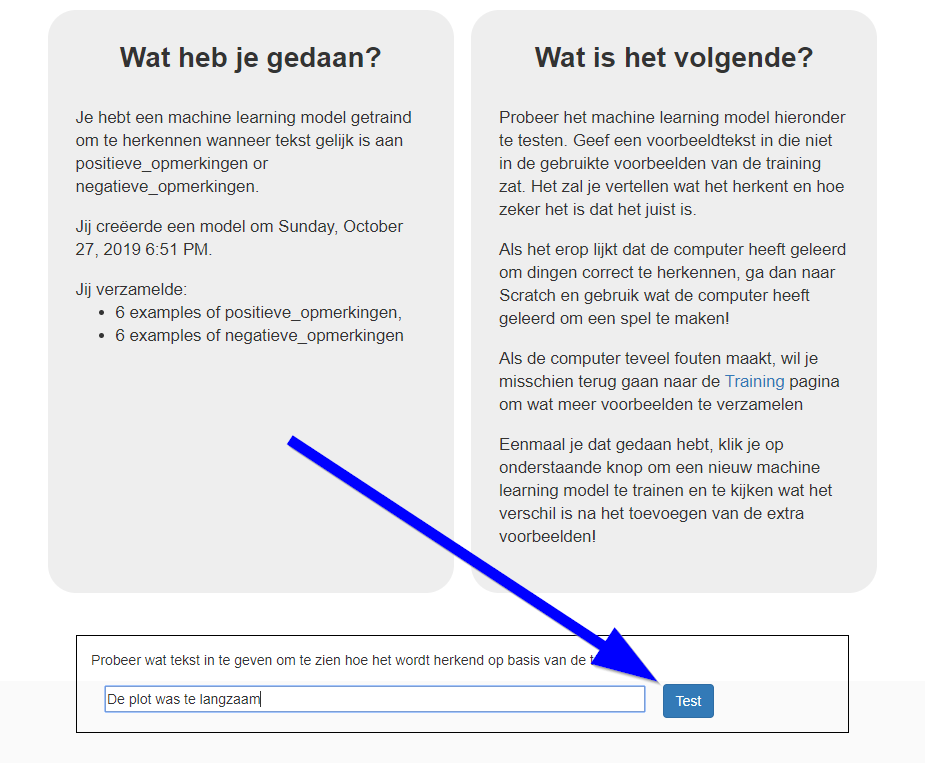 Wat heb je gedaan?
Je hebt een machine learning model getraind
om te herkennen wanneer tekst gelijk is aan
positieve_opmerkingen or
negatieve_opmerkingen.
Jij creëerde een model om Sunday, October
27, 2019 6:51 PM.
Jij verzamelde:
• 6 examples of positieve_opmerkingen,
• 6 examples of negatieve_opmerkingen
Wat is het volgende?
Probeer het machine learning model hieronder
te testen. Geef een voorbeeldtekst in die niet
in de gebruikte voorbeelden van de training
zat. Het zal je vertellen wat het herkent en hoe
zeker het is dat het juist is.
Als het erop lijkt dat de computer heeft geleerd
om dingen correct te herkennen, ga dan naar
Scratch en gebruik wat de computer heeft
geleerd om een spel te maken!
Als de computer teveel fouten maakt, wil je
misschien terug gaan naar de Training pagina
om wat meer voorbeelden te verzamelen
Eenmaal je dat gedaan hebt, klik je op
onderstaande knop om een nieuw machine
learning model te trainen en te kijken wat het
verschil is na het toevoegen van de extra
voorbeelden!
Probeer wat tekst in te geven om te zien hoe het wordt herkend op basis van de
De plot was te langzaam
Test